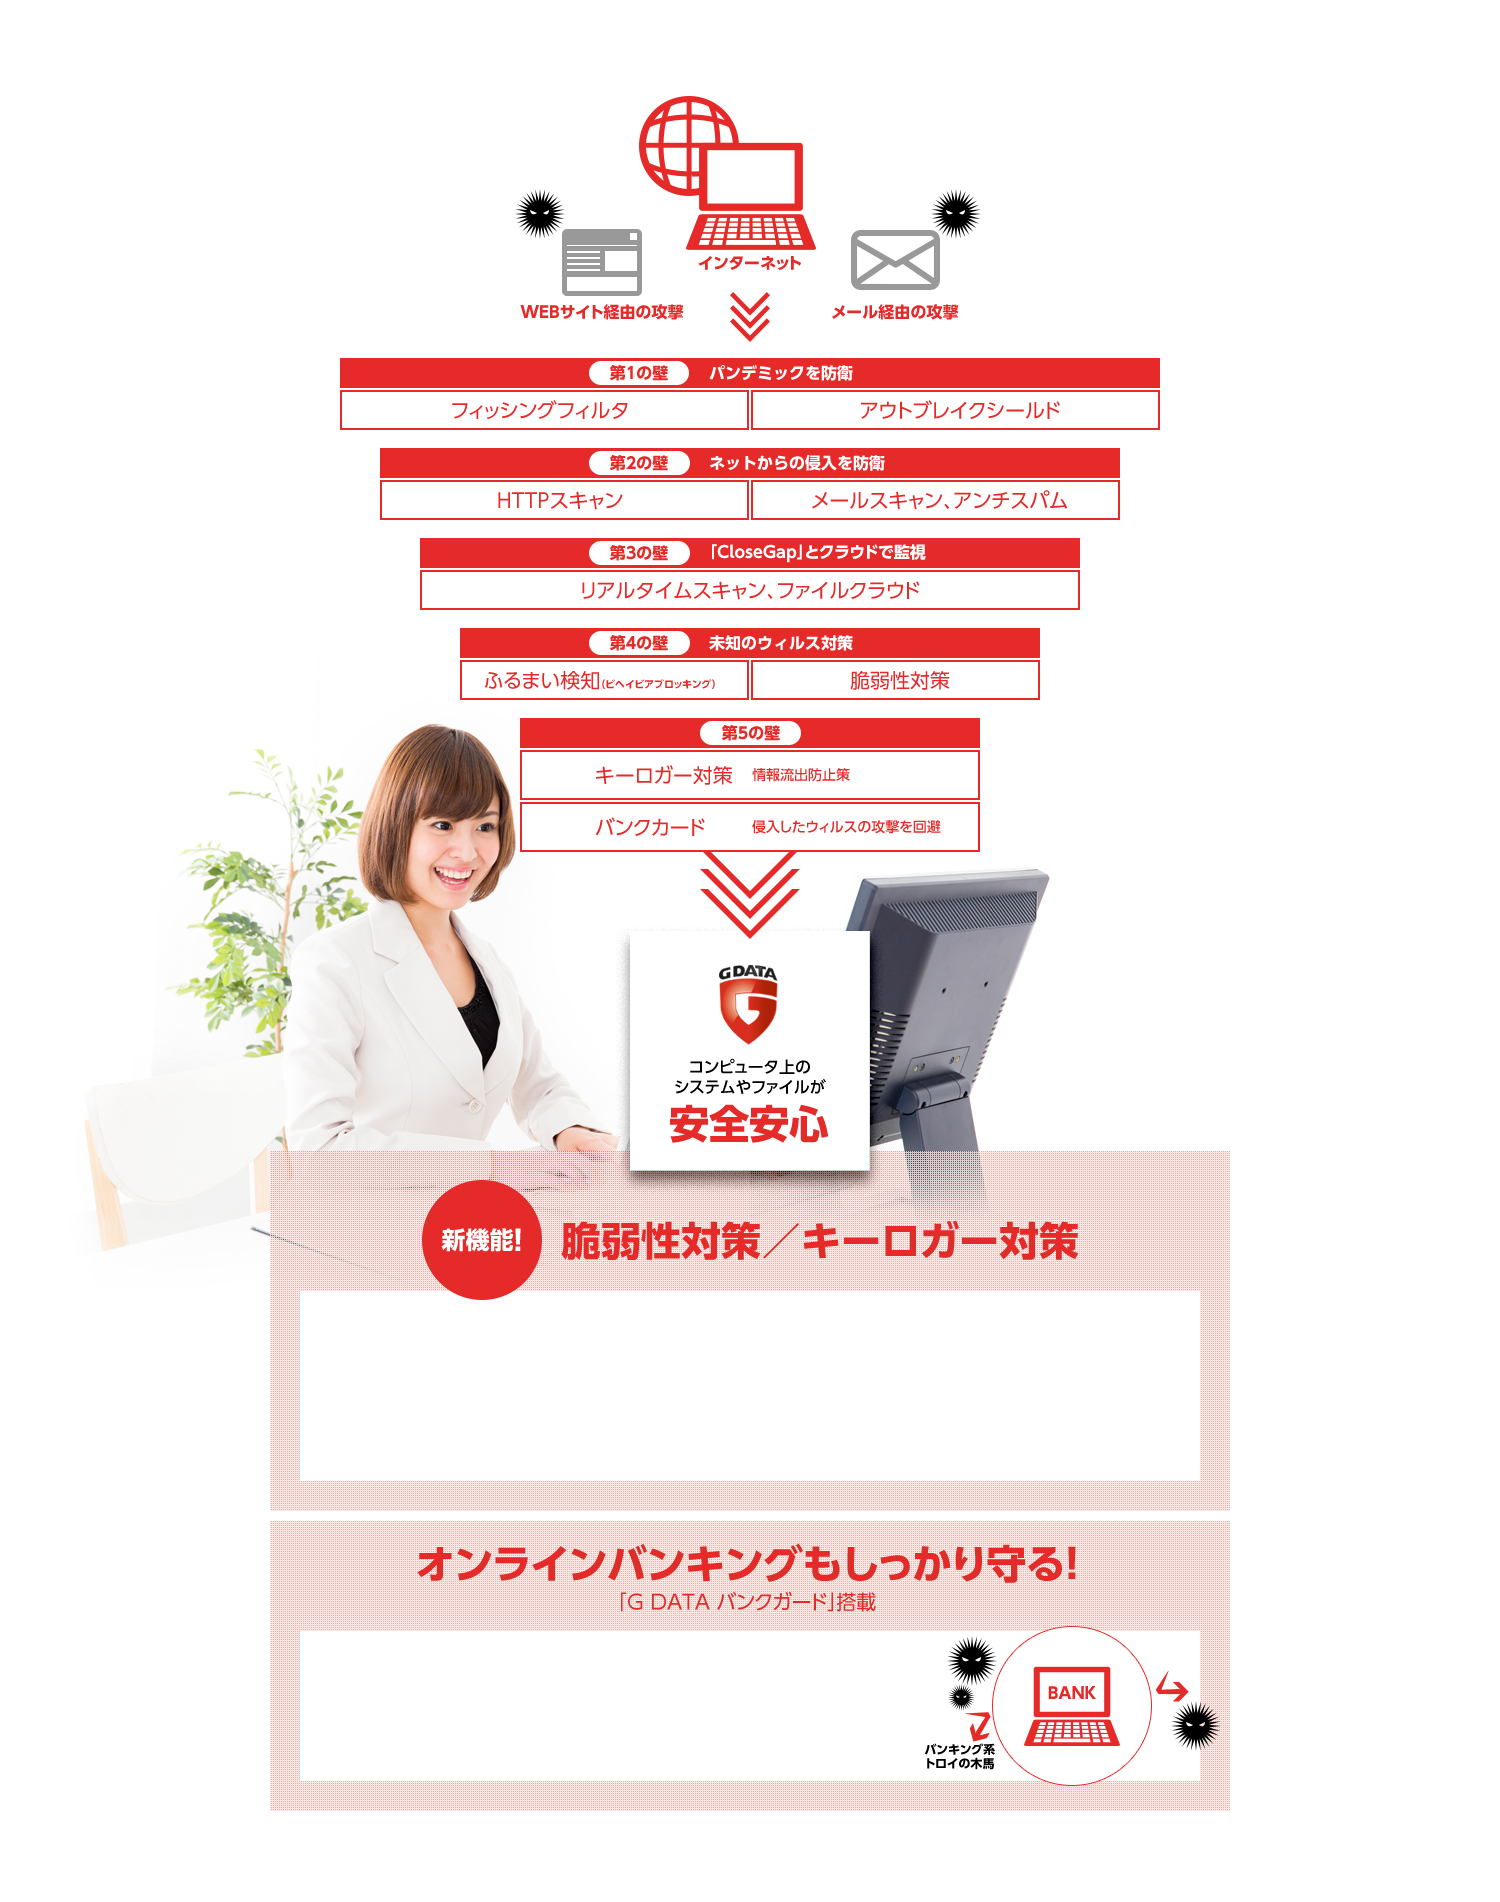 インターネット
WEBサイト経由の攻撃
メール経由の攻撃
第1の壁 パンデミックを防衛
フィッシングフィルタ アウトブレイクシールド
第2の壁 ネットからの侵入を防衛
HTTPスキャン メールスキャン、アンチスパム
第3の壁 「CloseGap」とクラウドで監視
リアルタイムスキャン、ファイルクラウド
第4の壁 未知のウィルス対策
ふるまい検知(ビヘイビアブロッキング) 脆弱性対策
第5の壁
キーロガー対策 情報流出防止策
バンクカード 侵入したウィルスの攻撃を回避
G DATA
コンピュータ上の
システムやファイルが
安全安心
新機能! 脆弱性対策／キーロガー対策
オンラインバンキングもしっかり守る!
「G DATA バンクガード」搭載
BANK
バンキング系
トロイの木馬